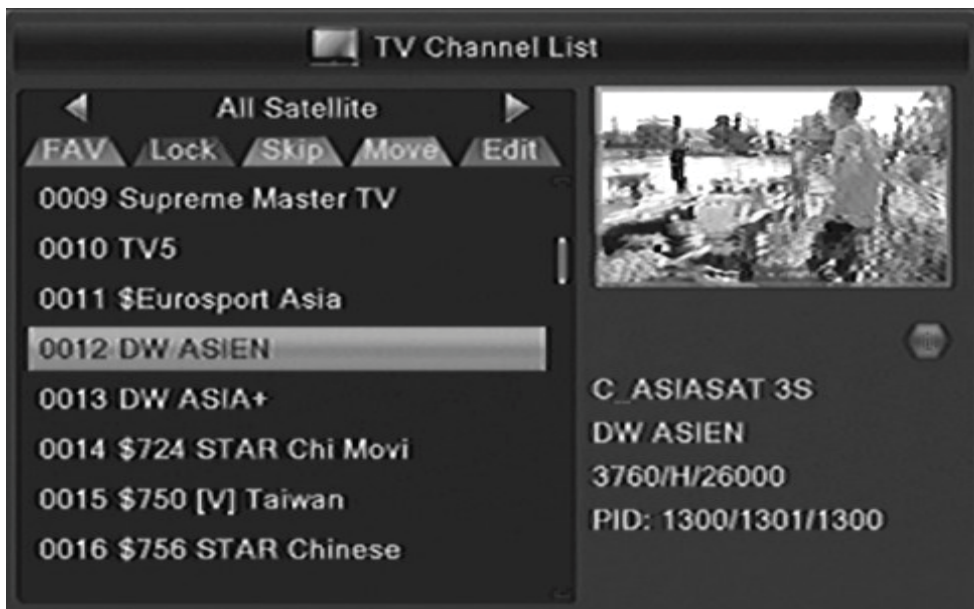 TV Channel List
All Satellite
FAV Lock Skip Move Edit
0009 Supreme Master TV
0010 TV5
0011 $Eurosport Asia
0012 DW ASIEN
0013 DW ASIA+
0014 $724 STAR Chi Movi
0015 $750 [V] Taiwan
0016 $756 STAR Chinese
C_ASIASAT 3S
DW ASIEN
3760/H/26000
PID: 1300/1301/1300